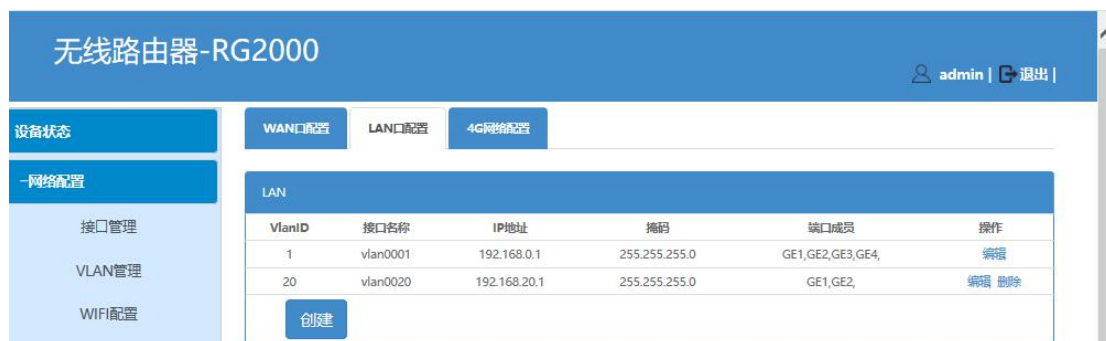 无线路由器-RG2000
admin | 退出 |
设备状态
WAN口配置 LAN口配置 4G网络配置
-网络配置
LAN
接口管理
VlanID 接口名称 IP地址 掩码 端口成员 操作
1 vlan0001 192.168.0.1 255.255.255.0 GE1,GE2,GE3,GE4, 编辑
VLAN管理
20 vlan0020 192.168.20.1 255.255.255.0 GE1,GE2, 编辑 删除
WIFI配置
创建